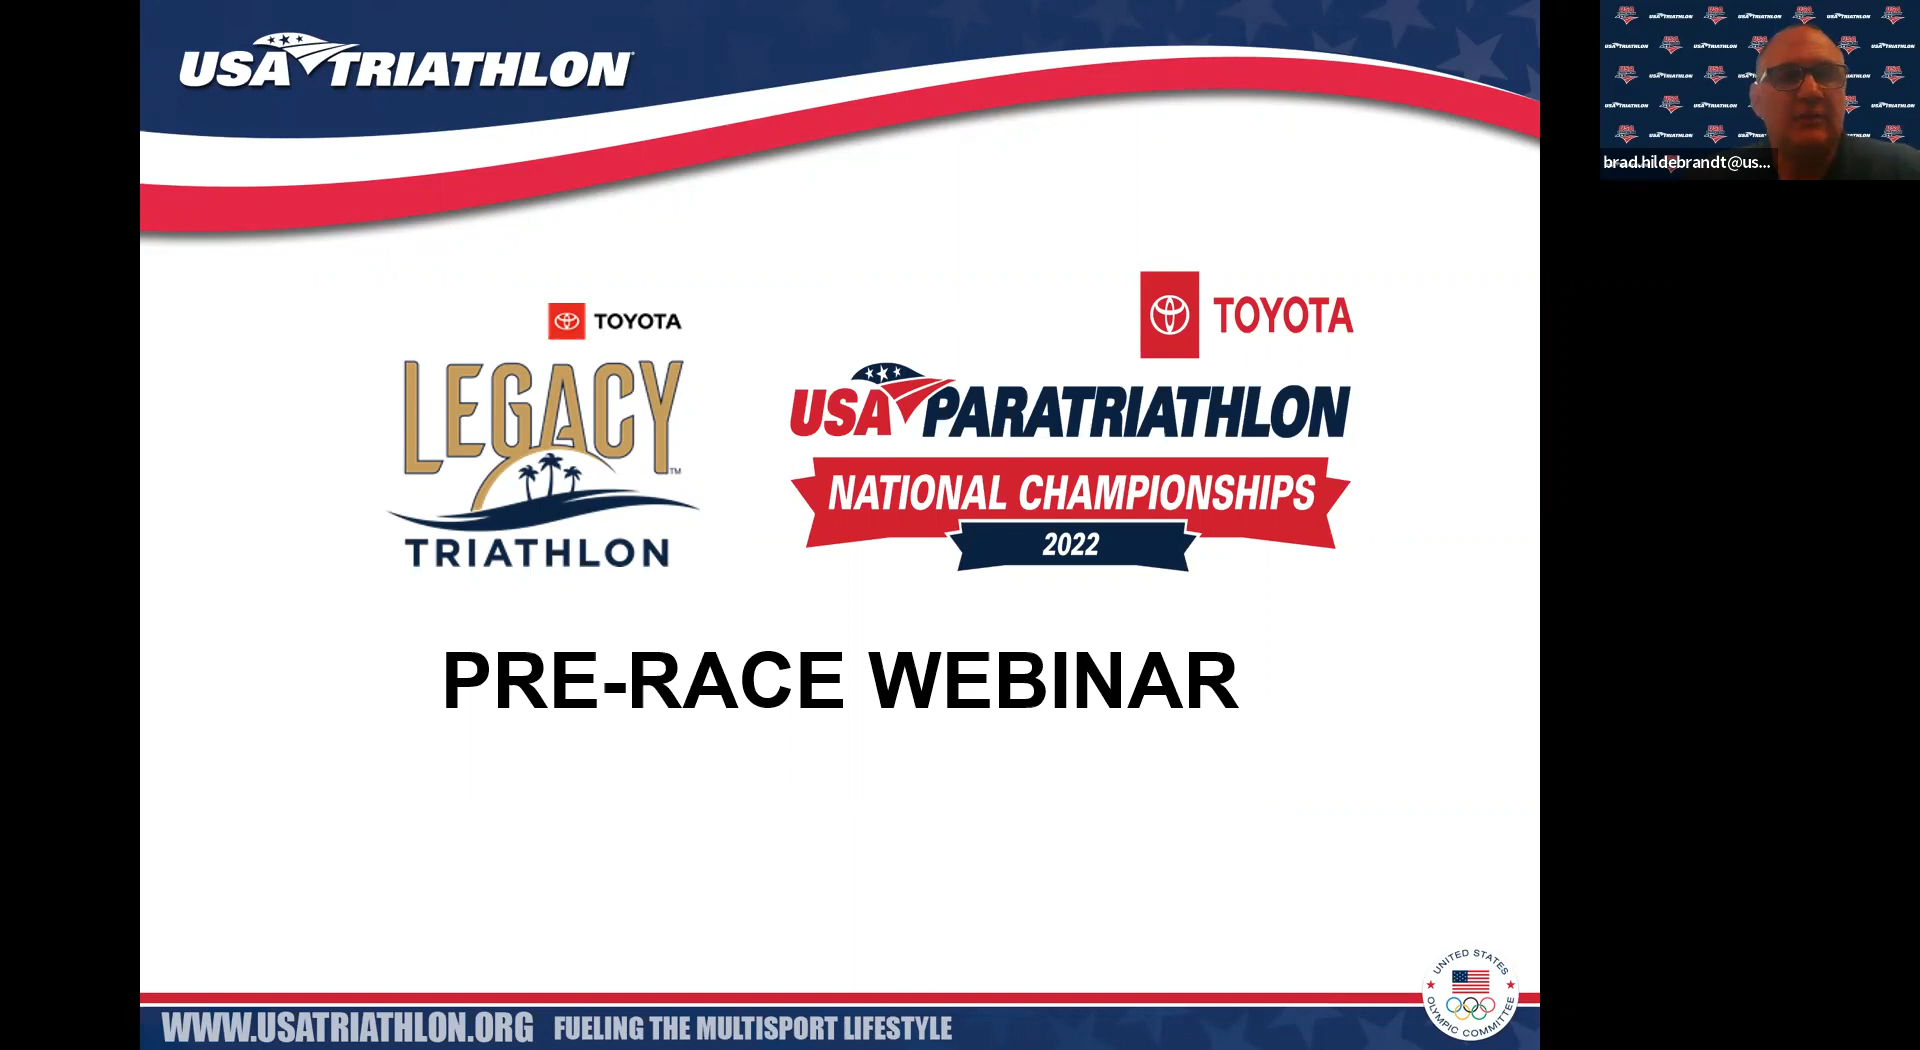 USA TRIATHLON
brad.hildebrandt@us...
TOYOTA
LEGACY
TM
TRIATHLON
TOYOTA
USA PARATRIATHLON
NATIONAL CHAMPIONSHIPS
2022
PRE-RACE WEBINAR
UNITED STATES
OLYMPIC COMMITTEE
WWW.USATRIATHLON.ORG FUELING THE MULTISPORT LIFESTYLE